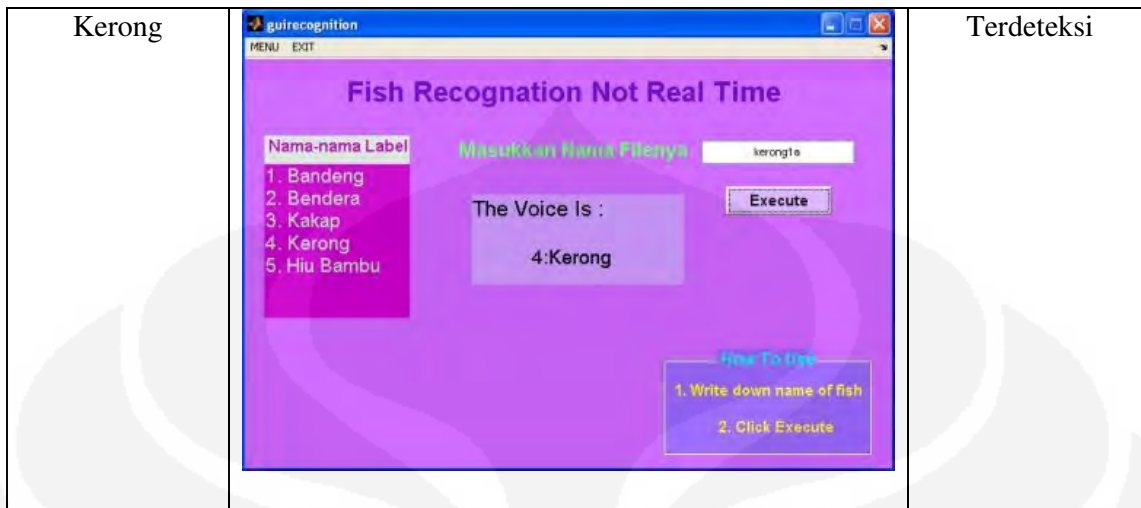 Kerong
guirecognition
Terdeteksi
MENU EXIT
Fish Recognation Not Real Time
Nama-nama Label
Masukkan Nama Filenya
kerong1a
1. Bandeng
2. Bendera
3. Kakap
4. Kerong
5. Hiu Bambu
The Voice Is :
4:Kerong
Execute
How To Use
1. Write down name of fish
2. Click Execute